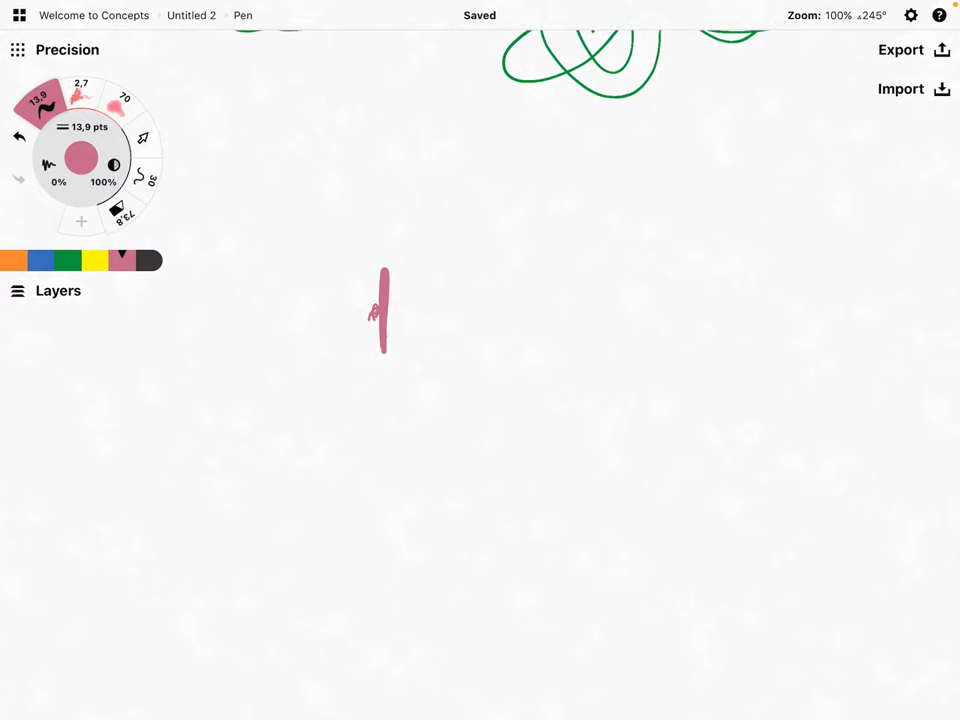 Welcome to Concepts Untitled 2 Pen
Saved
Zoom: 100% ⊿245°
Precision
Export
Import
13,9
2,7
70
13,9 pts
0%
100%
30
73,8
Layers